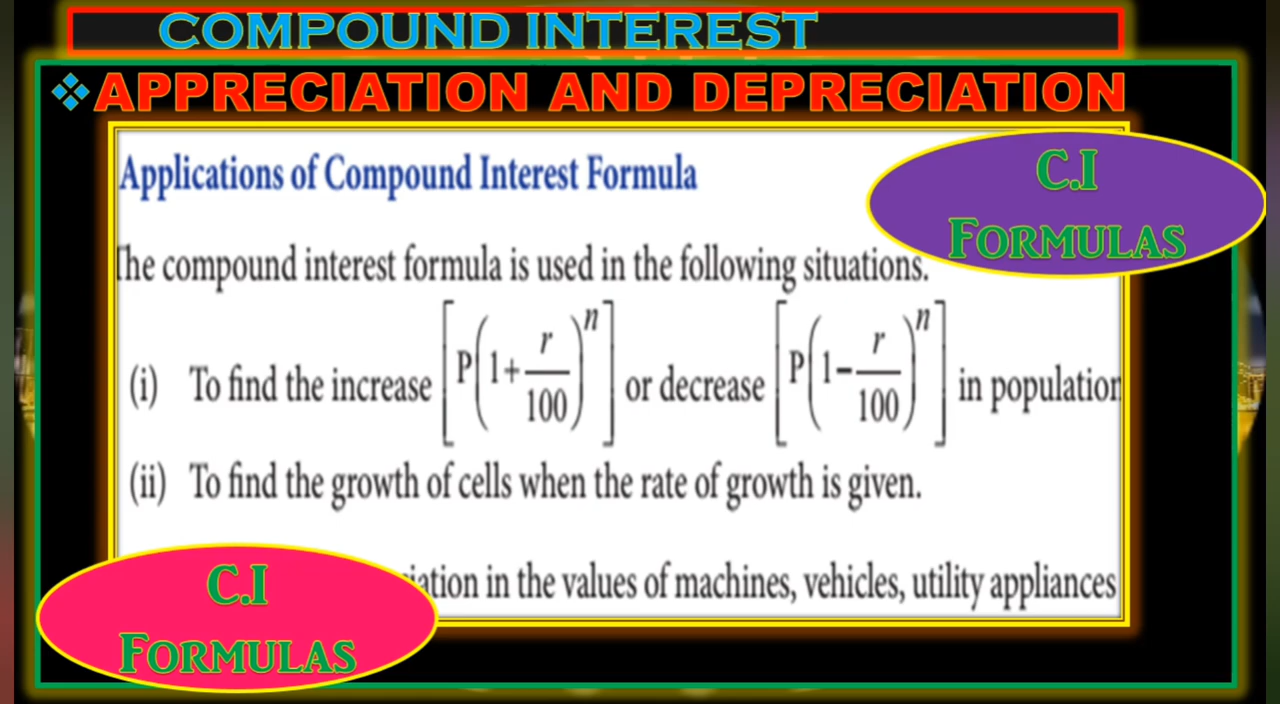 COMPOUND INTEREST
❖APPRECIATION AND DEPRECIATION
Applications of Compound Interest Formula
C.I
FORMULAS
The compound interest formula is used in the following situations.
(i) To find the increase [P(1+r/100)^n] or decrease [P(1-r/100)^n] in population
(ii) To find the growth of cells when the rate of growth is given.
iation in the values of machines, vehicles, utility appliances
C.I
FORMULAS